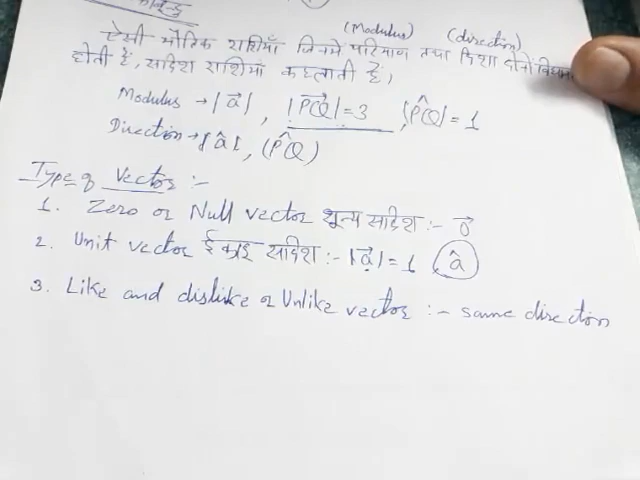 (Modulus) (direction)
ऐसी भौतिक राशियाँ जिनमे परिमाण तथा दिशा दोनों
होती हैं, सदिश राशियाँ कहलाती हैं।
Modulus → |a⃗|, |PQ⃗| = 3, |P̂Q| = 1
Direction → |â|, (P̂Q)
Type of Vector :-
1. Zero or Null vector शून्य सदिश :- 0⃗
2. Unit vector ईकाई सदिश :- |a⃗| = 1 (â)
3. Like and dislike or Unlike vector :- same direction